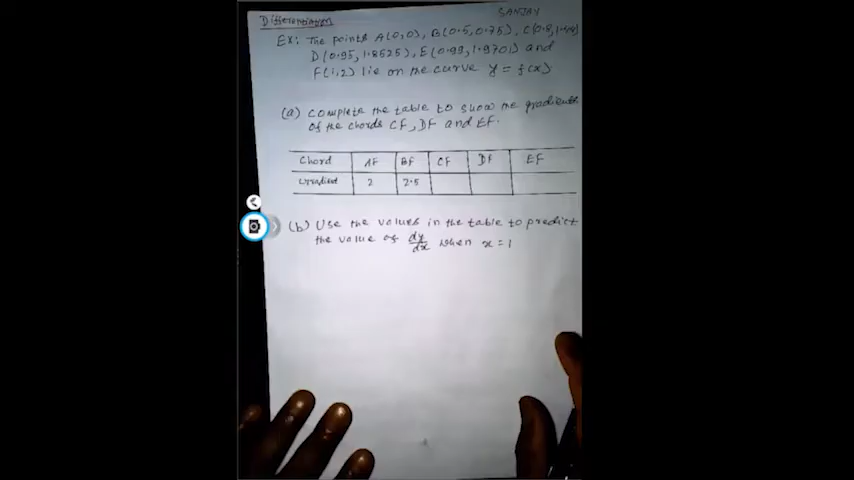 Differentiation
SANJAY
Ex: The points A(0,0), B(0.5,0.75), C(0.8,
D(0.95,1.8525), E(0.99,1.9701) and
F(1,2) lie on the curve y = f(x)
(a) Complete the table to show the gradients
of the chords CF, DF and EF.
Chord AF BF CF DF EF
Gradient 2 2.5
(b) Use the values in the table to predict
the value of dy/dx when x = 1